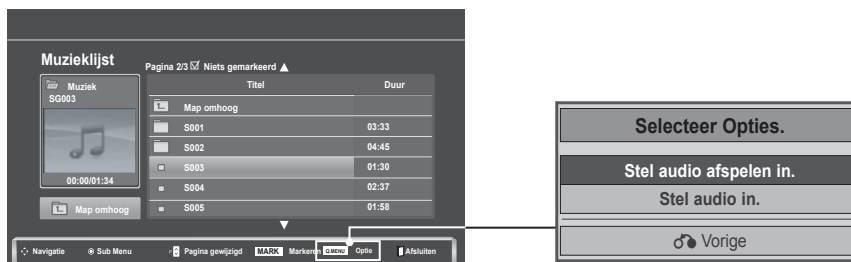 Muzieklijst
Pagina 2/3 Niets gemarkeerd
Muziek
SG003
00:00/01:34
Map omhoog
Titel Duur
Map omhoog
S001 03:33
S002 04:45
S003 01:30
S004 02:37
S005 01:58
Navigatie Sub Menu P Pagina gewijzigd MARK Markeren Q.MENU Optie Afsluiten
Selecteer Opties.
Stel audio afspelen in.
Stel audio in.
Vorige